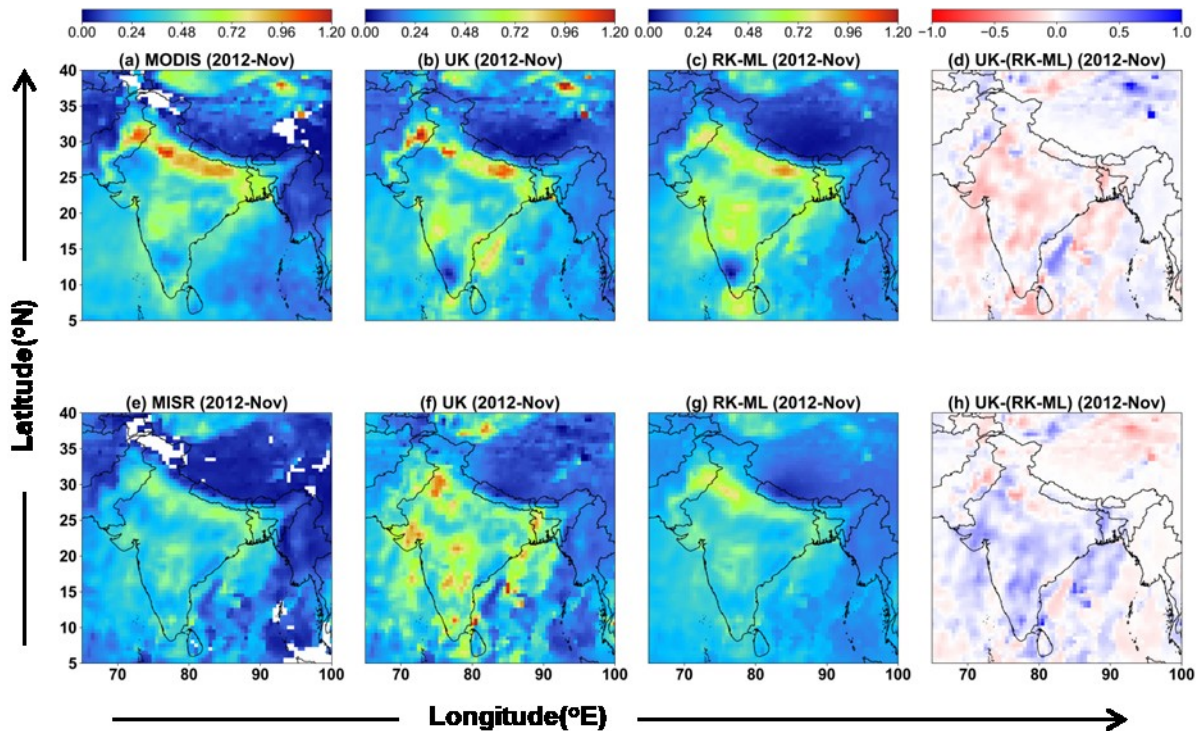 0.00 0.24 0.48 0.72 0.96 1.20
0.00 0.24 0.48 0.72 0.96 1.20
0.00 0.24 0.48 0.72 0.96 1.20
−1.0 −0.5 0.0 0.5 1.0
(a) MODIS (2012-Nov)
(b) UK (2012-Nov)
(c) RK-ML (2012-Nov)
(d) UK-(RK-ML) (2012-Nov)
40
35
30
25
20
15
10
5
(e) MISR (2012-Nov)
(f) UK (2012-Nov)
(g) RK-ML (2012-Nov)
(h) UK-(RK-ML) (2012-Nov)
40
35
30
25
20
15
10
5
70 80 90 100
70 80 90 100
70 80 90 100
70 80 90 100
Latitude(ºN)
Longitude(ºE)